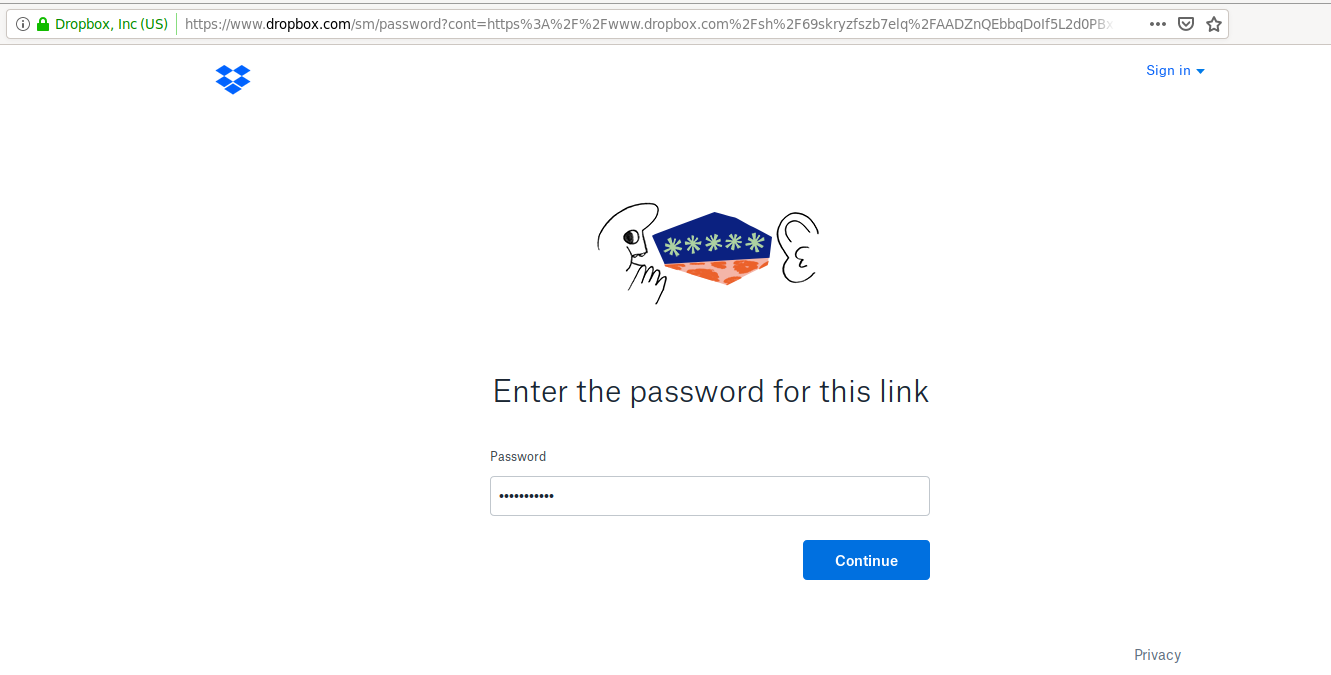 Dropbox, Inc (US) https://www.dropbox.com/sm/password?cont=https%3A%2F%2Fwww.dropbox.com%2Fsh%2F69skryzfszb7elq%2FAADZnQEbbqDoIf5L2d0PBx
Sign in
*****
Enter the password for this link
Password
•••••••••••
Continue
Privacy